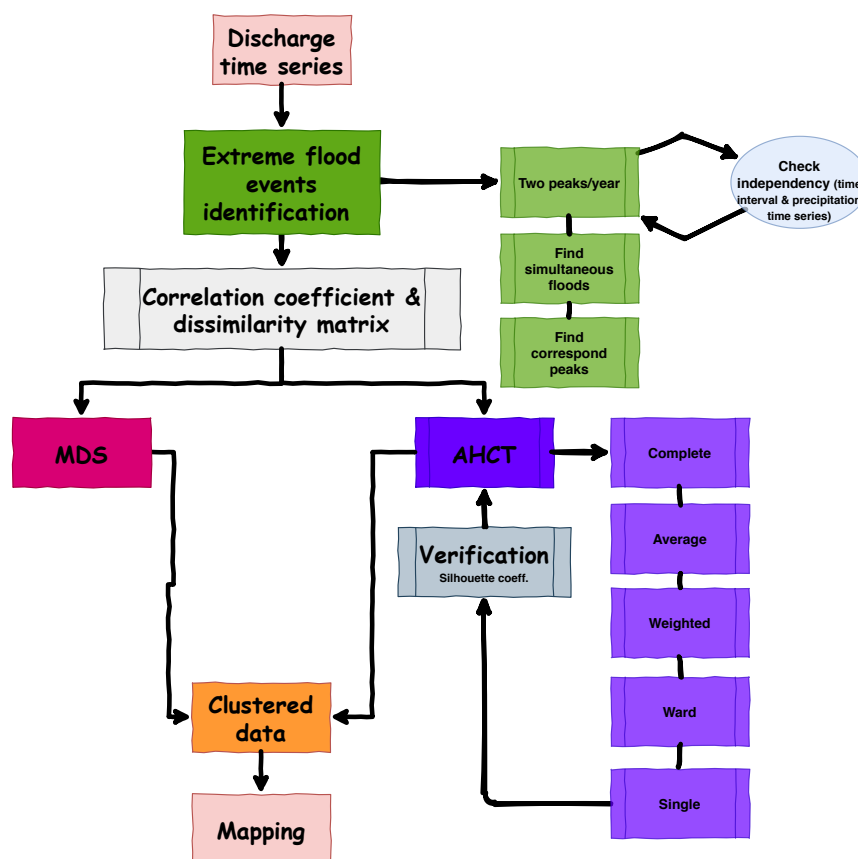 Discharge
time series
Extreme flood
events
identification
Two peaks/year
Check
independency (time
interval & precipitation
time series)
Find
simultaneous
floods
Correlation coefficient &
dissimilarity matrix
Find
correspond
peaks
MDS
AHCT
Complete
Verification
Silhouette coeff.
Average
Weighted
Clustered
data
Ward
Mapping
Single